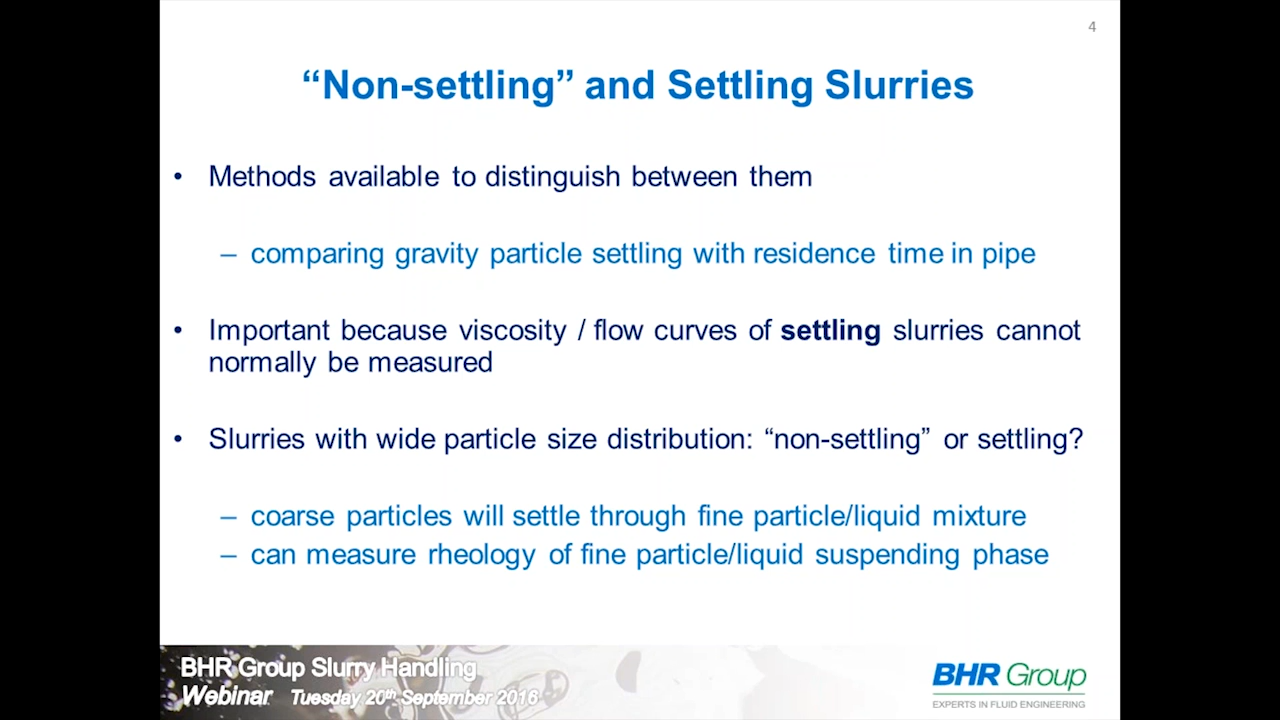 4
“Non-settling” and Settling Slurries
• Methods available to distinguish between them
– comparing gravity particle settling with residence time in pipe
• Important because viscosity / flow curves of settling slurries cannot
normally be measured
• Slurries with wide particle size distribution: “non-settling” or settling?
– coarse particles will settle through fine particle/liquid mixture
– can measure rheology of fine particle/liquid suspending phase
BHR Group Slurry Handling
Webinar Tuesday 20th September 2016
BHR Group
EXPERTS IN FLUID ENGINEERING